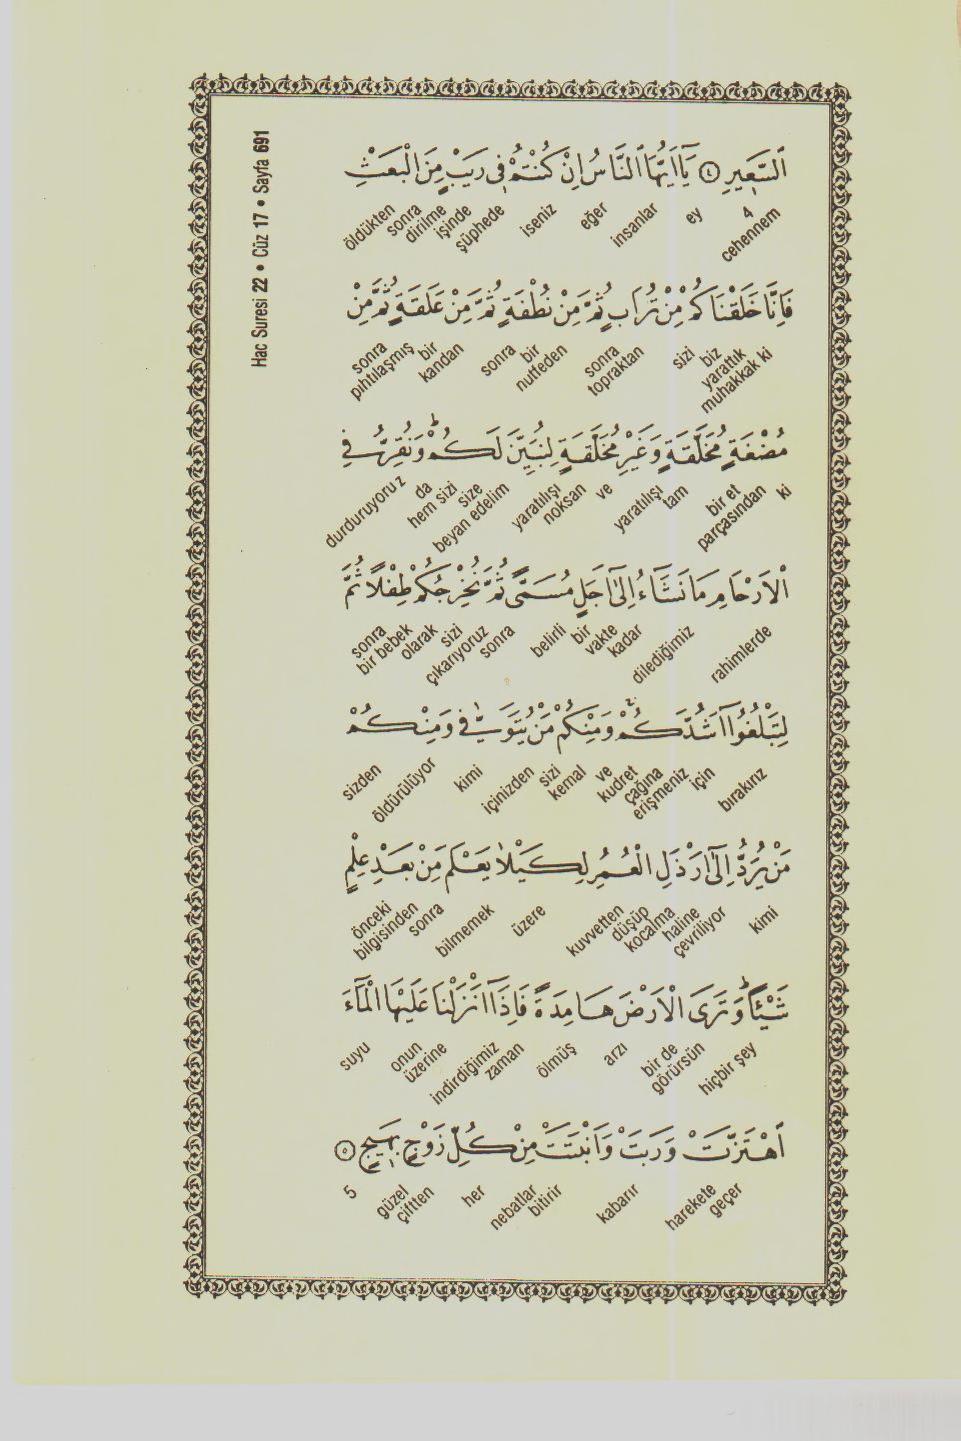 Hac Suresi 22 • Cüz 17 • Sayfa 691
اَلسَّعٖيرِ ٤ يَٓا اَيُّهَا النَّاسُ اِنْ كُنْتُمْ فٖى رَيْبٍ مِنَ الْبَعْثِ
4 cehennem ey insanlar eğer iseniz şüphede işinde dirilme sonra öldükten
فَاِنَّا خَلَقْنَاكُمْ مِنْ تُرَابٍ ثُمَّ مِنْ نُطْفَةٍ ثُمَّ مِنْ عَلَقَةٍ ثُمَّ مِنْ
muhakkak ki yarattık biz sizi topraktan sonra nutfeden bir sonra kandan bir pıhtılaşmış sonra
مُضْغَةٍ مُخَلَّقَةٍ وَغَيْرِ مُخَلَّقَةٍ لِنُبَيِّنَ لَكُمْ وَنُقِرُّ فِى
ki parçasından bir et tam yaratılışı ve noksan yaratılışı beyan edelim size hem sizi da durduruyoruz
الْاَرْحَامِ مَا نَشَٓاءُ اِلٰٓى اَجَلٍ مُسَمًّى ثُمَّ نُخْرِجُكُمْ طِفْلًا ثُمَّ
rahimlerde dilediğimiz kadar vakte bir belirli sonra çıkarıyoruz sizi olarak bir bebek sonra
لِتَبْلُغُٓوا اَشُدَّكُمْ وَمِنْكُمْ مَنْ يُتَوَفّٰى وَمِنْكُمْ
bırakırız için erişmeniz çağına kudret ve kemal sizi içinizden kimi öldürülüyor sizden
مَنْ يُرَدُّ اِلٰٓى اَرْذَلِ الْعُمُرِ لِكَيْلَا يَعْلَمَ مِنْ بَعْدِ عِلْمٍ
kimi çevriliyor haline kocalma düşüp kuvvetten üzere bilmemek sonra bilgisinden önceki
شَيْـًٔا وَتَرَى الْاَرْضَ هَامِدَةً فَاِذَٓا اَنْزَلْنَا عَلَيْهَا الْمَٓاءَ
hiçbir şey görürsün bir de arzı ölmüş zaman indirdiğimiz üzerine onun suyu
اهْتَزَّتْ وَرَبَتْ وَاَنْبَتَتْ مِنْ كُلِّ زَوْجٍ بَهٖيجٍ ٥
harekete geçer kabarır bitirir nebatlar her çiftten güzel 5